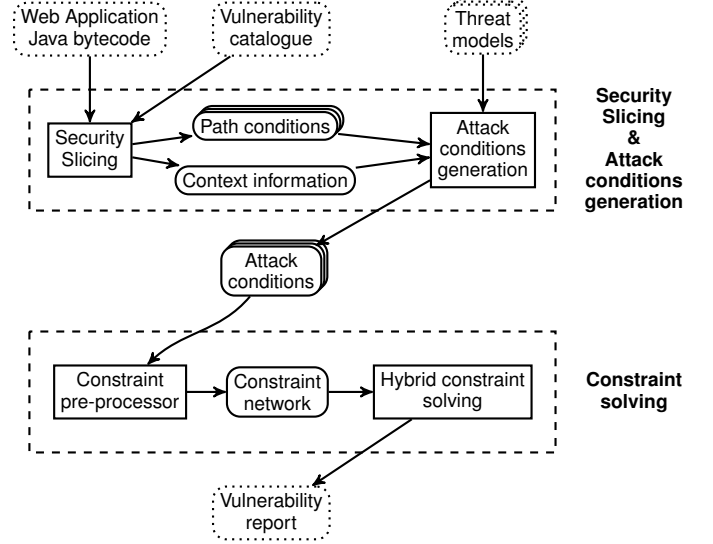 Web Application
Java bytecode
Vulnerability
catalogue
Threat
models
Security
Slicing
Path conditions
Context information
Attack
conditions
generation
Security
Slicing
&
Attack
conditions
generation
Attack
conditions
Constraint
pre-processor
Constraint
network
Hybrid constraint
solving
Constraint
solving
Vulnerability
report